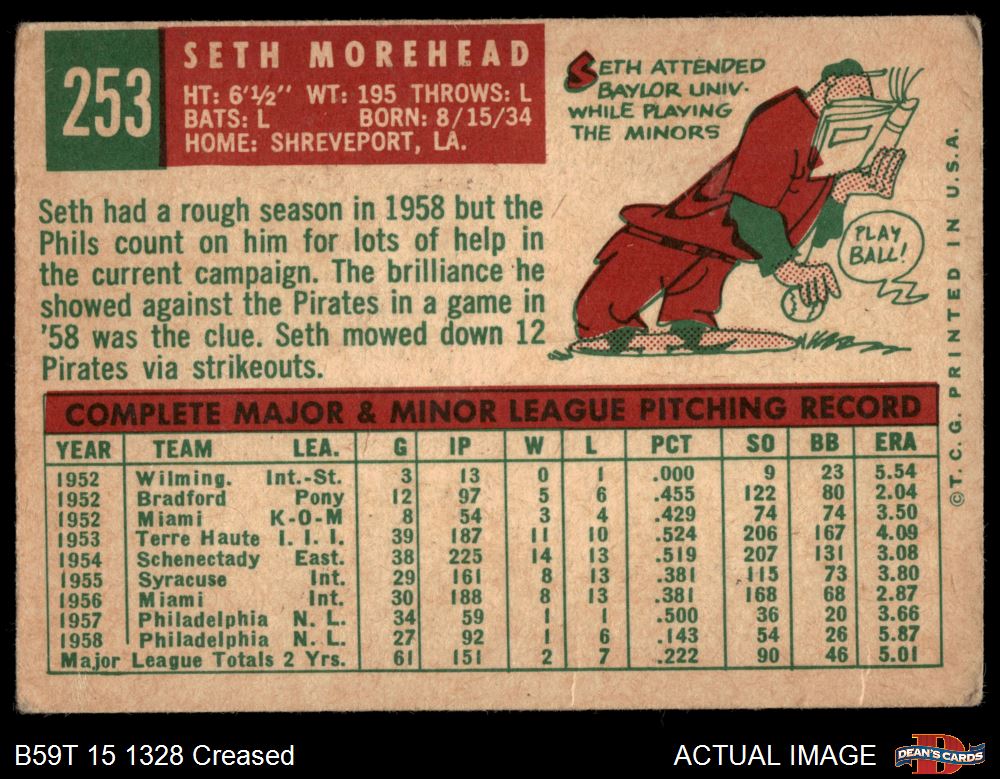 253
SETH MOREHEAD
HT: 6'½" WT: 195 THROWS: L
BATS: L BORN: 8/15/34
HOME: SHREVEPORT, LA.
SETH ATTENDED
BAYLOR UNIV.
WHILE PLAYING
THE MINORS
PLAY
BALL!
Seth had a rough season in 1958 but the
Phils count on him for lots of help in
the current campaign. The brilliance he
showed against the Pirates in a game in
'58 was the clue. Seth mowed down 12
Pirates via strikeouts.
COMPLETE MAJOR & MINOR LEAGUE PITCHING RECORD
YEAR TEAM LEA. G IP W L PCT SO BB ERA
1952 Wilming. Int.-St. 3 13 0 1 .000 9 23 5.54
1952 Bradford Pony 12 97 5 6 .455 122 80 2.04
1952 Miami K-O-M 8 54 3 4 .429 74 74 3.50
1953 Terre Haute I. I. I. 39 187 11 10 .524 206 167 4.09
1954 Schenectady East. 38 225 14 13 .519 207 131 3.08
1955 Syracuse Int. 29 161 8 13 .381 115 73 3.80
1956 Miami Int. 30 188 8 13 .381 168 68 2.87
1957 Philadelphia N. L. 34 59 1 1 .500 36 20 3.66
1958 Philadelphia N. L. 27 92 1 6 .143 54 26 5.87
Major League Totals 2 Yrs. 61 151 2 7 .222 90 46 5.01
©T. C. G. PRINTED IN U.S.A.
B59T 15 1328 Creased
ACTUAL IMAGE
D
DEAN'S CARDS